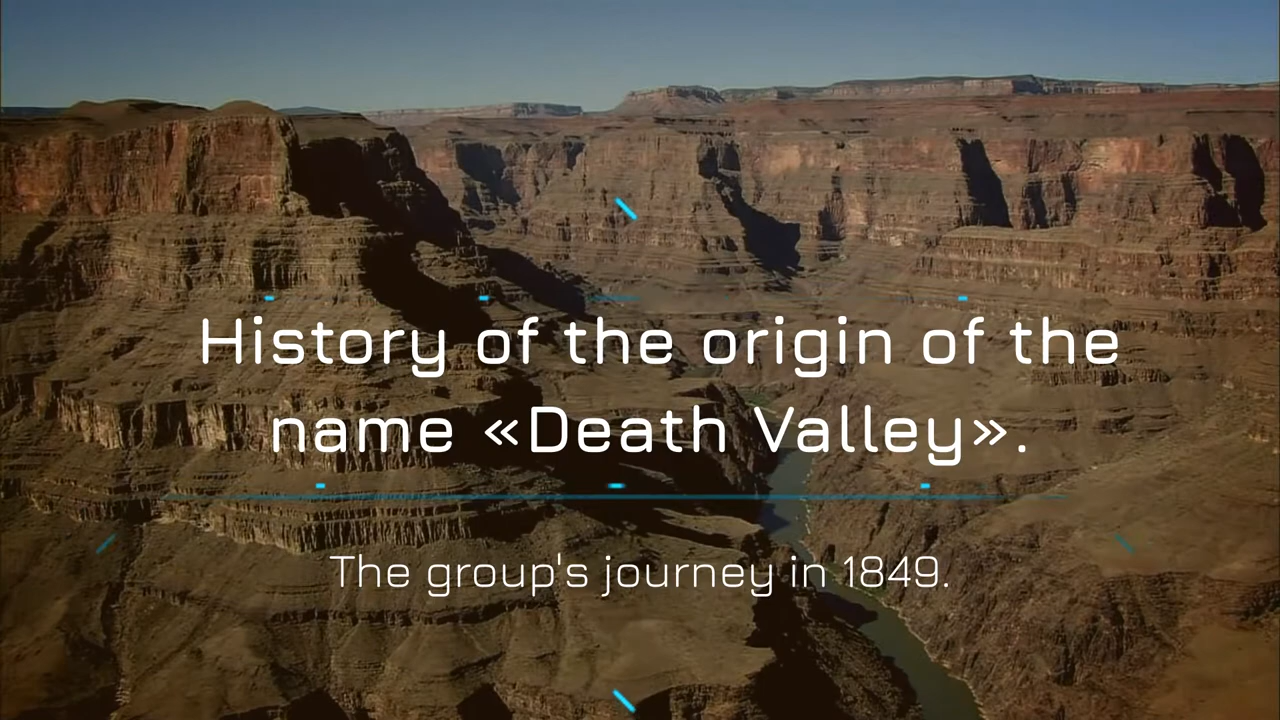 History of the origin of the
name «Death Valley».
The group's journey in 1849.